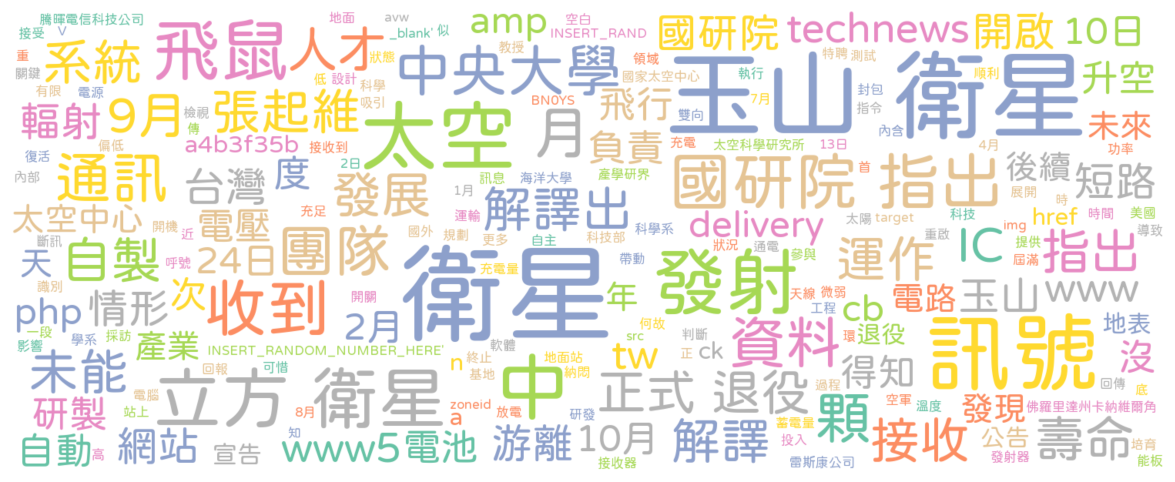 騰暉電信科技公司
接受 V
地面 avw
_blank' 似
amp
空白
INSERT_RAND
國研院
technews
開啟
10日
重
系統
飛鼠
人才
狀態
教授
領域
特聘 測試
升空
關鍵
有限
電源
低 設計
科學
吸引
中央大學
國家太空中心
執行
順利
玉山 衛星
輻射
9月
檢視
傳
張起維
BN0YS
飛行
雙向
7月
封包
指令
內含
未來
功率
偏低
a4b3f35b
接收到
太空
月
負責
充電
太空科學研究所
13日
4月
復活
內部
通訊
台灣
度
2日
發展
訊息
1月
海洋大學
產學研界
國研院 指出
首
展開
後續
時
短路
太空中心
開機
電壓
充足
解譯出
運輸
科學系
delivery
太陽 target
科技
href
時間
美國
導致
斷訊
天
識別
自製
近
呼號
24日
團隊
國外 規劃
更多
自主
科技部
狀況
通電
參與
運作
重啟
IC
img
提供
屆滿
指出
充電量
帶動
php
情形
次
收到
開關
2月
衛星
年
發射
天線 微弱
電路
玉山
www
一段
影響
學系
採訪
產業
INSERT_RANDOM_NUMBER_HERE'
軟體
src
工程
何故
cb
環 退役
地表
未能
回報
可惜
n
終止
基地
地面站
納悶
tw
判斷
正 ck
資料
訊號
沒
電腦
立方 衛星
中
正式 退役
得知
過程
回傳
底
研製
站上
8月
zoneid
a 放電
研發
蓄電量
空軍
溫度
顆
發現
佛羅里達州卡納維爾角
自動
高
網站
宣告
知
www5
電池
游離
10月
接收器
解譯
投入
雷斯康公司
接收
公告
發射器
壽命
培育
能板